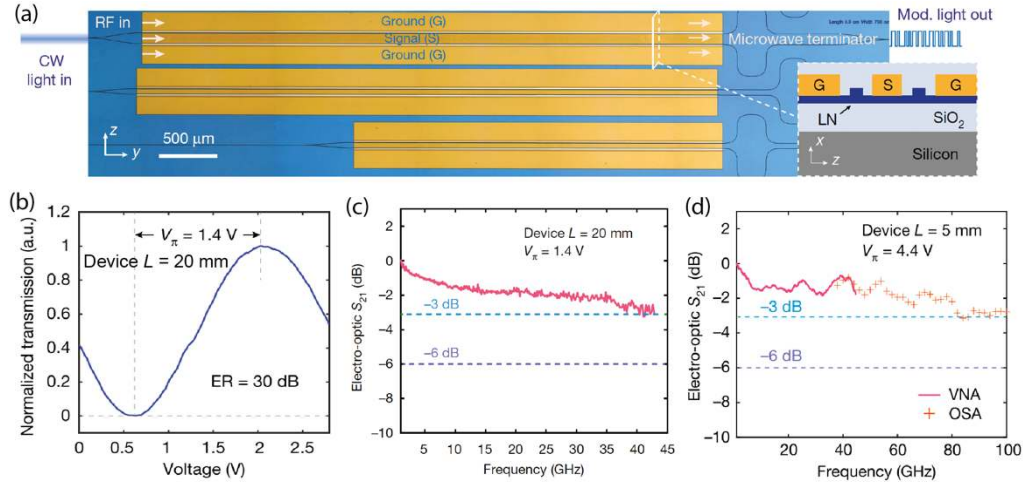 (a)
RF in
Ground (G)
Signal (S)
Ground (G)
CW
light in
Microwave terminator
Mod. light out
z
y
500 μm
G
S
G
LN
SiO2
Silicon
x
z
(b)
Normalized transmission (a.u.)
1.2
1
0.8
0.6
0.4
0.2
0
Vπ = 1.4 V
Device L = 20 mm
ER = 30 dB
0
0.5
1
1.5
2
2.5
Voltage (V)
(c)
Electro-optic S21 (dB)
2
0
−2
−4
−6
−8
−10
Device L = 20 mm
Vπ = 1.4 V
−3 dB
−6 dB
5
10
15
20
25
30
35
40
45
Frequency (GHz)
(d)
Electro-optic S21 (dB)
2
0
−2
−4
−6
−8
−10
Device L = 5 mm
Vπ = 4.4 V
−3 dB
−6 dB
VNA
OSA
20
40
60
80
100
Frequency (GHz)